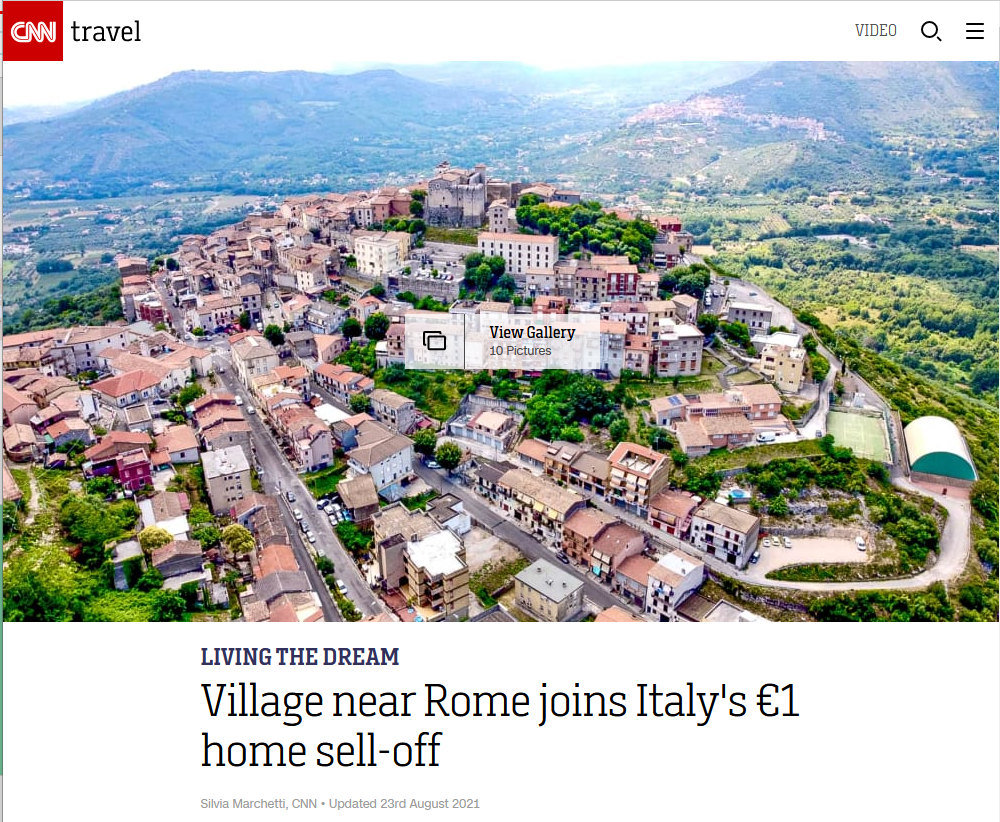 CNN travel
VIDEO
View Gallery
10 Pictures
LIVING THE DREAM
Village near Rome joins Italy's €1
home sell-off
Silvia Marchetti, CNN • Updated 23rd August 2021